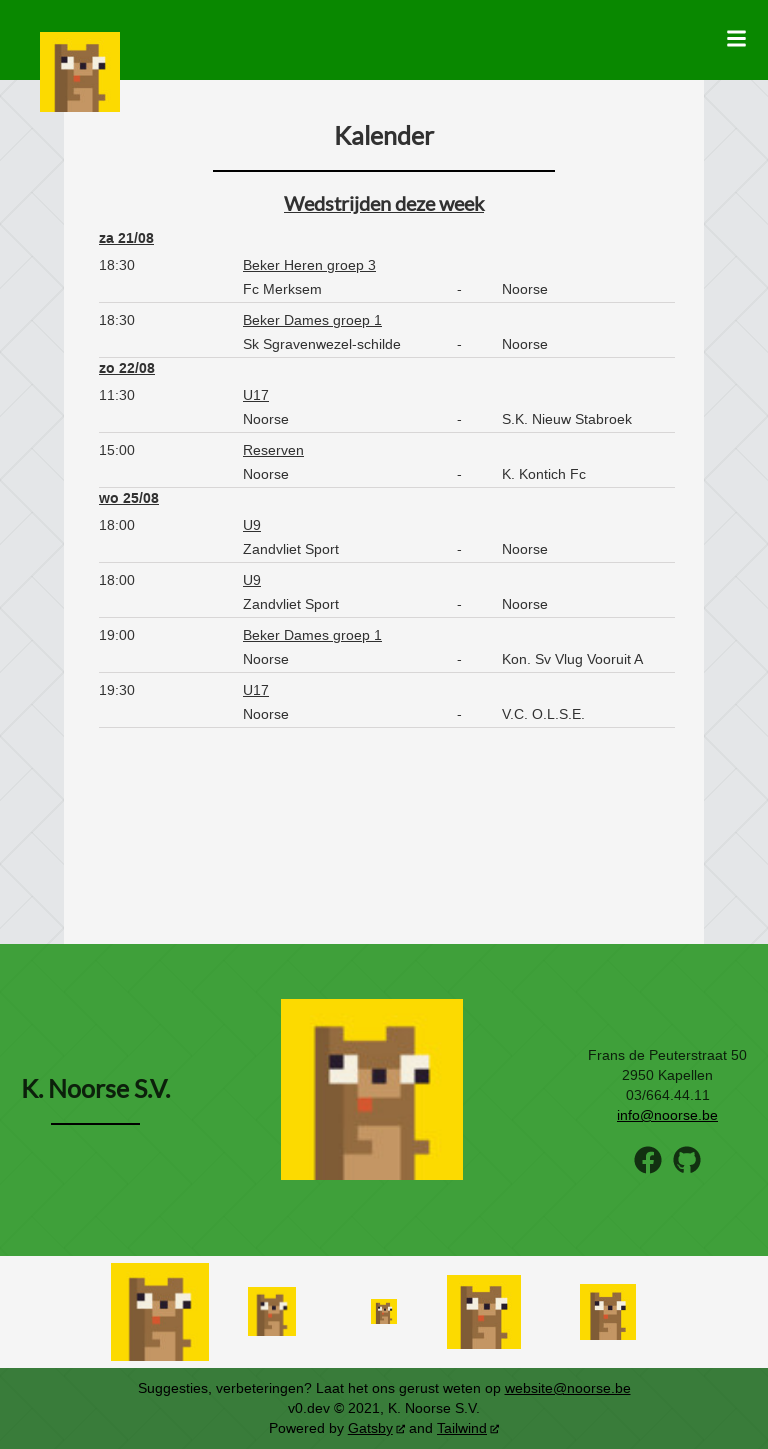 Kalender
Wedstrijden deze week
za 21/08
18:30 Beker Heren groep 3
Fc Merksem - Noorse
18:30 Beker Dames groep 1
Sk Sgravenwezel-schilde - Noorse
zo 22/08
11:30 U17
Noorse - S.K. Nieuw Stabroek
15:00 Reserven
Noorse - K. Kontich Fc
wo 25/08
18:00 U9
Zandvliet Sport - Noorse
18:00 U9
Zandvliet Sport - Noorse
19:00 Beker Dames groep 1
Noorse - Kon. Sv Vlug Vooruit A
19:30 U17
Noorse - V.C. O.L.S.E.
K. Noorse S.V.
Frans de Peuterstraat 50
2950 Kapellen
03/664.44.11
info@noorse.be
Suggesties, verbeteringen? Laat het ons gerust weten op website@noorse.be
v0.dev © 2021, K. Noorse S.V.
Powered by Gatsby and Tailwind